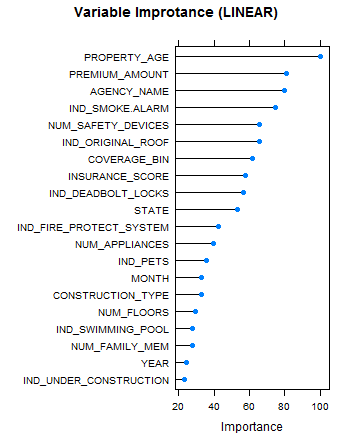 Variable Improtance (LINEAR)
PROPERTY_AGE
PREMIUM_AMOUNT
AGENCY_NAME
IND_SMOKE.ALARM
NUM_SAFETY_DEVICES
IND_ORIGINAL_ROOF
COVERAGE_BIN
INSURANCE_SCORE
IND_DEADBOLT_LOCKS
STATE
IND_FIRE_PROTECT_SYSTEM
NUM_APPLIANCES
IND_PETS
MONTH
CONSTRUCTION_TYPE
NUM_FLOORS
IND_SWIMMING_POOL
NUM_FAMILY_MEM
YEAR
IND_UNDER_CONSTRUCTION
20 40 60 80 100
Importance